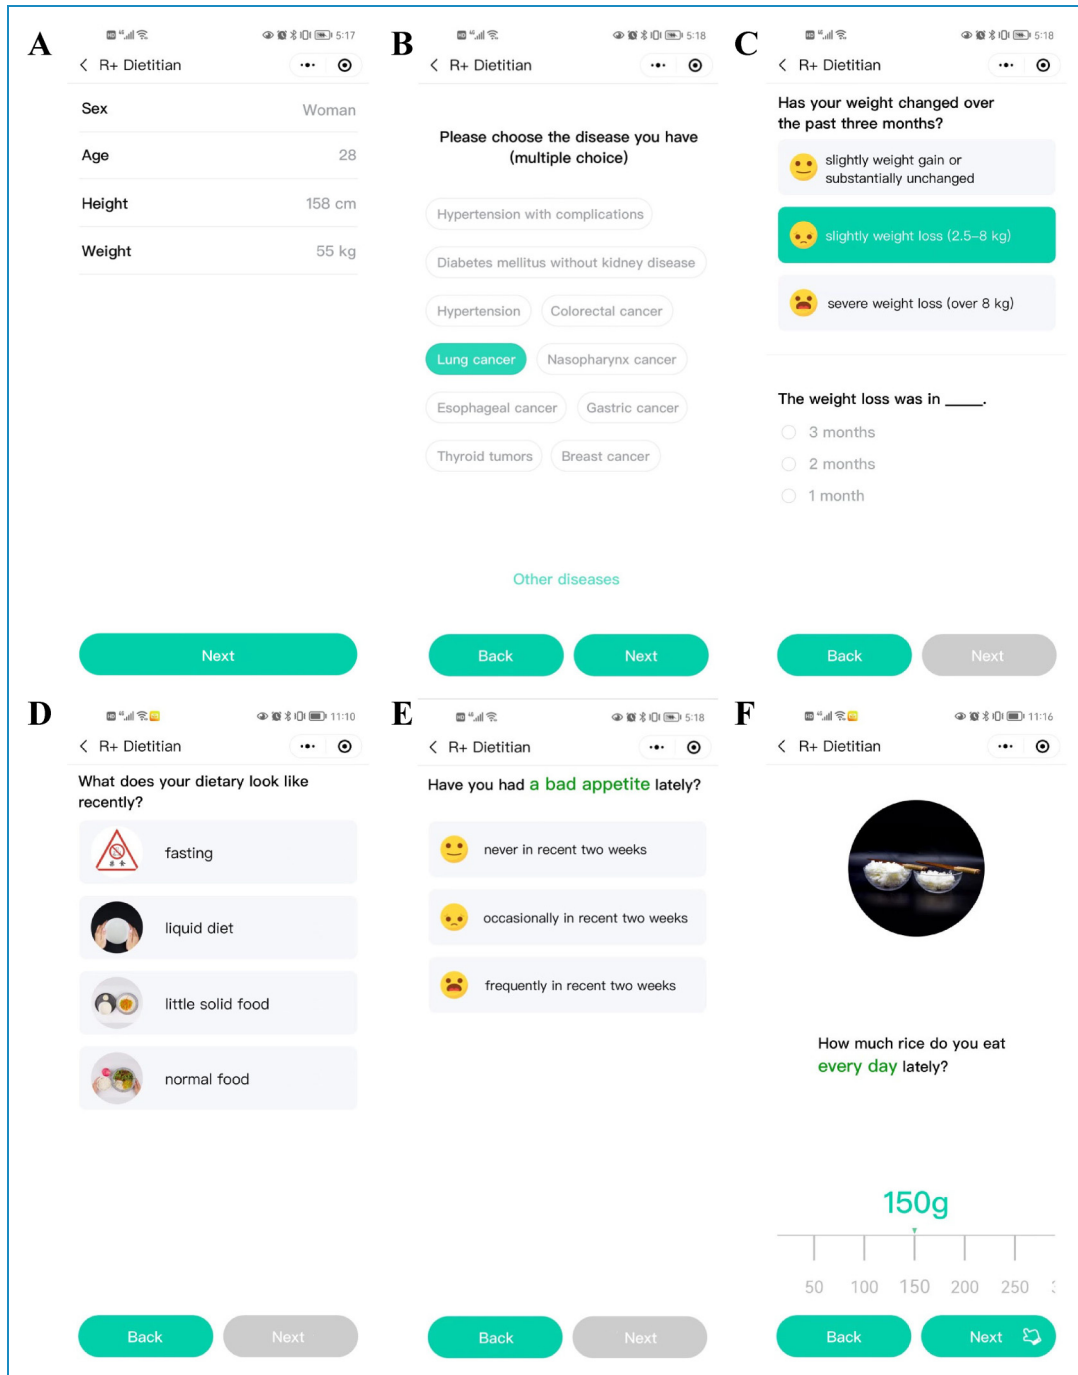 A
5:17
R+ Dietitian
Sex Woman
Age 28
Height 158 cm
Weight 55 kg
Next
B
5:18
R+ Dietitian
Please choose the disease you have
(multiple choice)
Hypertension with complications
Diabetes mellitus without kidney disease
Hypertension Colorectal cancer
Lung cancer Nasopharynx cancer
Esophageal cancer Gastric cancer
Thyroid tumors Breast cancer
Other diseases
Back Next
C
5:18
R+ Dietitian
Has your weight changed over
the past three months?
slightly weight gain or
substantially unchanged
slightly weight loss (2.5–8 kg)
severe weight loss (over 8 kg)
The weight loss was in _____.
3 months
2 months
1 month
Back Next
D
11:10
R+ Dietitian
What does your dietary look like
recently?
fasting
liquid diet
little solid food
normal food
Back Next
E
5:18
R+ Dietitian
Have you had a bad appetite lately?
never in recent two weeks
occasionally in recent two weeks
frequently in recent two weeks
Back Next
F
11:16
R+ Dietitian
How much rice do you eat
every day lately?
150g
50 100 150 200 250
Back Next